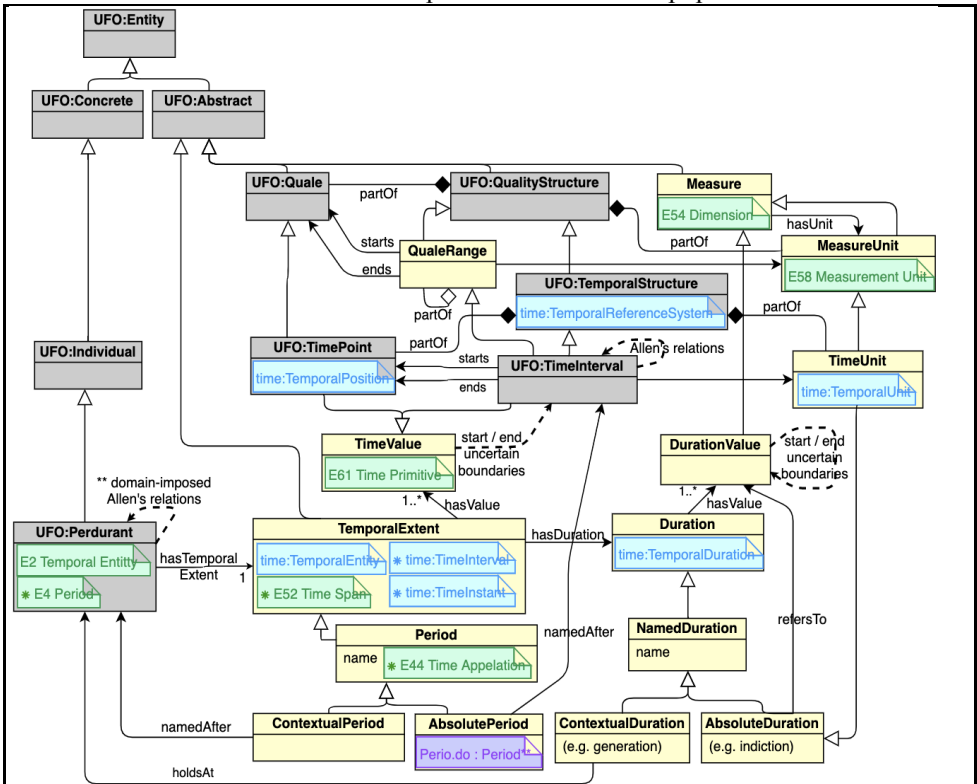 UFO:Entity
UFO:Concrete
UFO:Abstract
UFO:Quale
partOf
UFO:QualityStructure
Measure
E54 Dimension
hasUnit
starts
ends
QualeRange
partOf
partOf
MeasureUnit
E58 Measurement Unit
UFO:TemporalStructure
time:TemporalReferenceSystem
partOf
UFO:Individual
UFO:TimePoint
time:TemporalPosition
partOf
starts
ends
UFO:TimeInterval
Allen's relations
TimeUnit
time:TemporalUnit
TimeValue
E61 Time Primitive
1..*
start / end
uncertain
boundaries
DurationValue
1..*
start / end
uncertain
boundaries
** domain-imposed
Allen's relations
UFO:Perdurant
E2 Temporal Entitty
* E4 Period
hasTemporal
Extent
1
hasValue
TemporalExtent
time:TemporalEntity
* time:TimeInterval
* E52 Time Span
* time:TimeInstant
hasDuration
hasValue
Duration
time:TemporalDuration
refersTo
Period
name
* E44 Time Appelation
namedAfter
NamedDuration
name
namedAfter
ContextualPeriod
AbsolutePeriod
Perio.do : Period**
ContextualDuration
(e.g. generation)
AbsoluteDuration
(e.g. indiction)
holdsAt